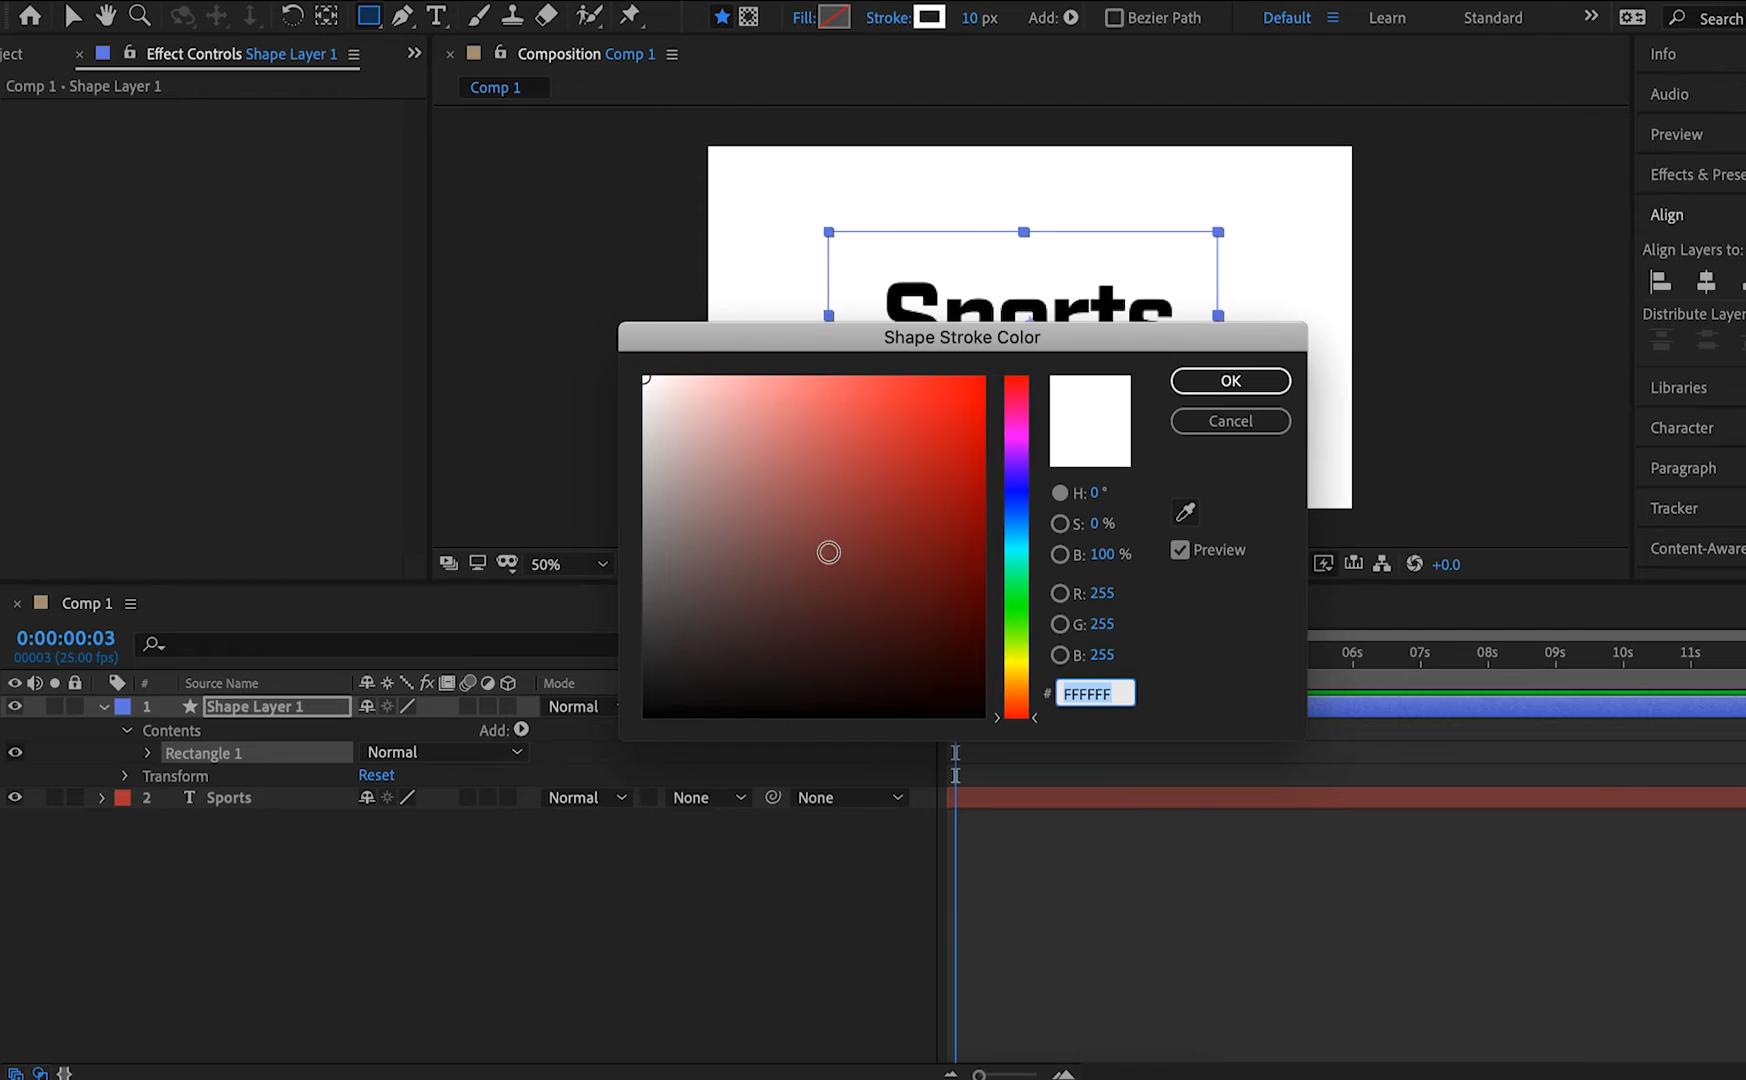 Fill: Stroke: 10 px Add: Bezier Path Default Learn Standard Search
ject Effect Controls Shape Layer 1 Composition Comp 1 Info
Comp 1 • Shape Layer 1 Comp 1
Audio
Preview
Effects & Prese
Align
Align Layers to:
Distribute Layer
Libraries
Character
Paragraph
Tracker
Content-Aware
Sports
Shape Stroke Color
OK
Cancel
H: 0 °
S: 0 %
B: 100 %
Preview
R: 255
G: 255
B: 255
# FFFFFF
50% +0.0
Comp 1
0:00:00:03
00003 (25.00 fps)
06s 07s 08s 09s 10s 11s
# Source Name fx Mode
1 Shape Layer 1 Normal
Contents Add:
Rectangle 1 Normal
Transform Reset
2 T Sports Normal None None